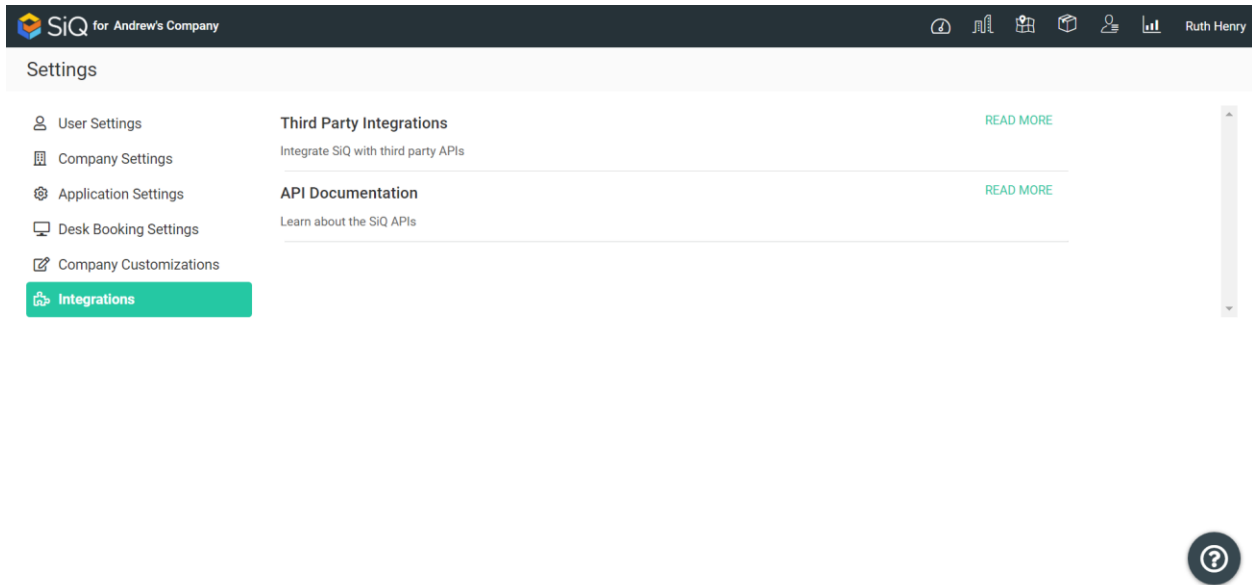 SiQ for Andrew's Company
Ruth Henry
Settings
User Settings
Company Settings
Application Settings
Desk Booking Settings
Company Customizations
Integrations
Third Party Integrations
READ MORE
Integrate SiQ with third party APIs
API Documentation
READ MORE
Learn about the SiQ APIs
?